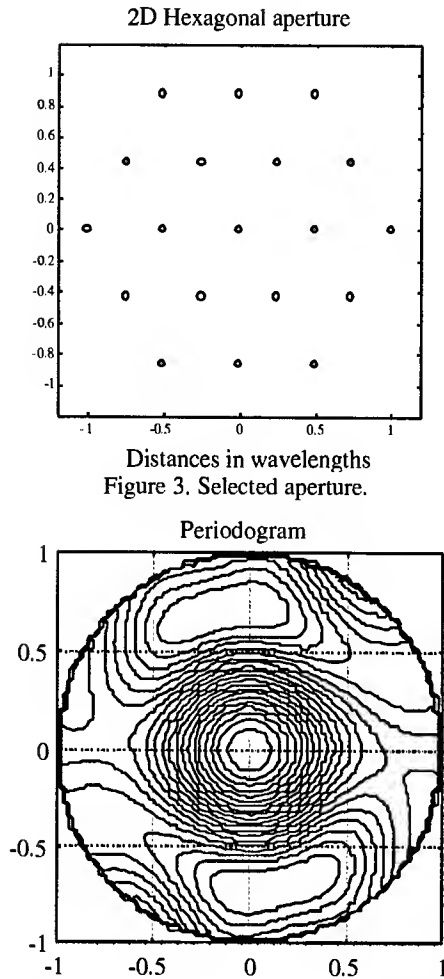 2D Hexagonal aperture
1
0.8
0.6
0.4
0.2
0
-0.2
-0.4
-0.6
-0.8
-1
-1 -0.5 0 0.5 1
Distances in wavelengths
Figure 3. Selected aperture.
Periodogram
1
0.5
0
-0.5
-1
-1 -0.5 0 0.5 1